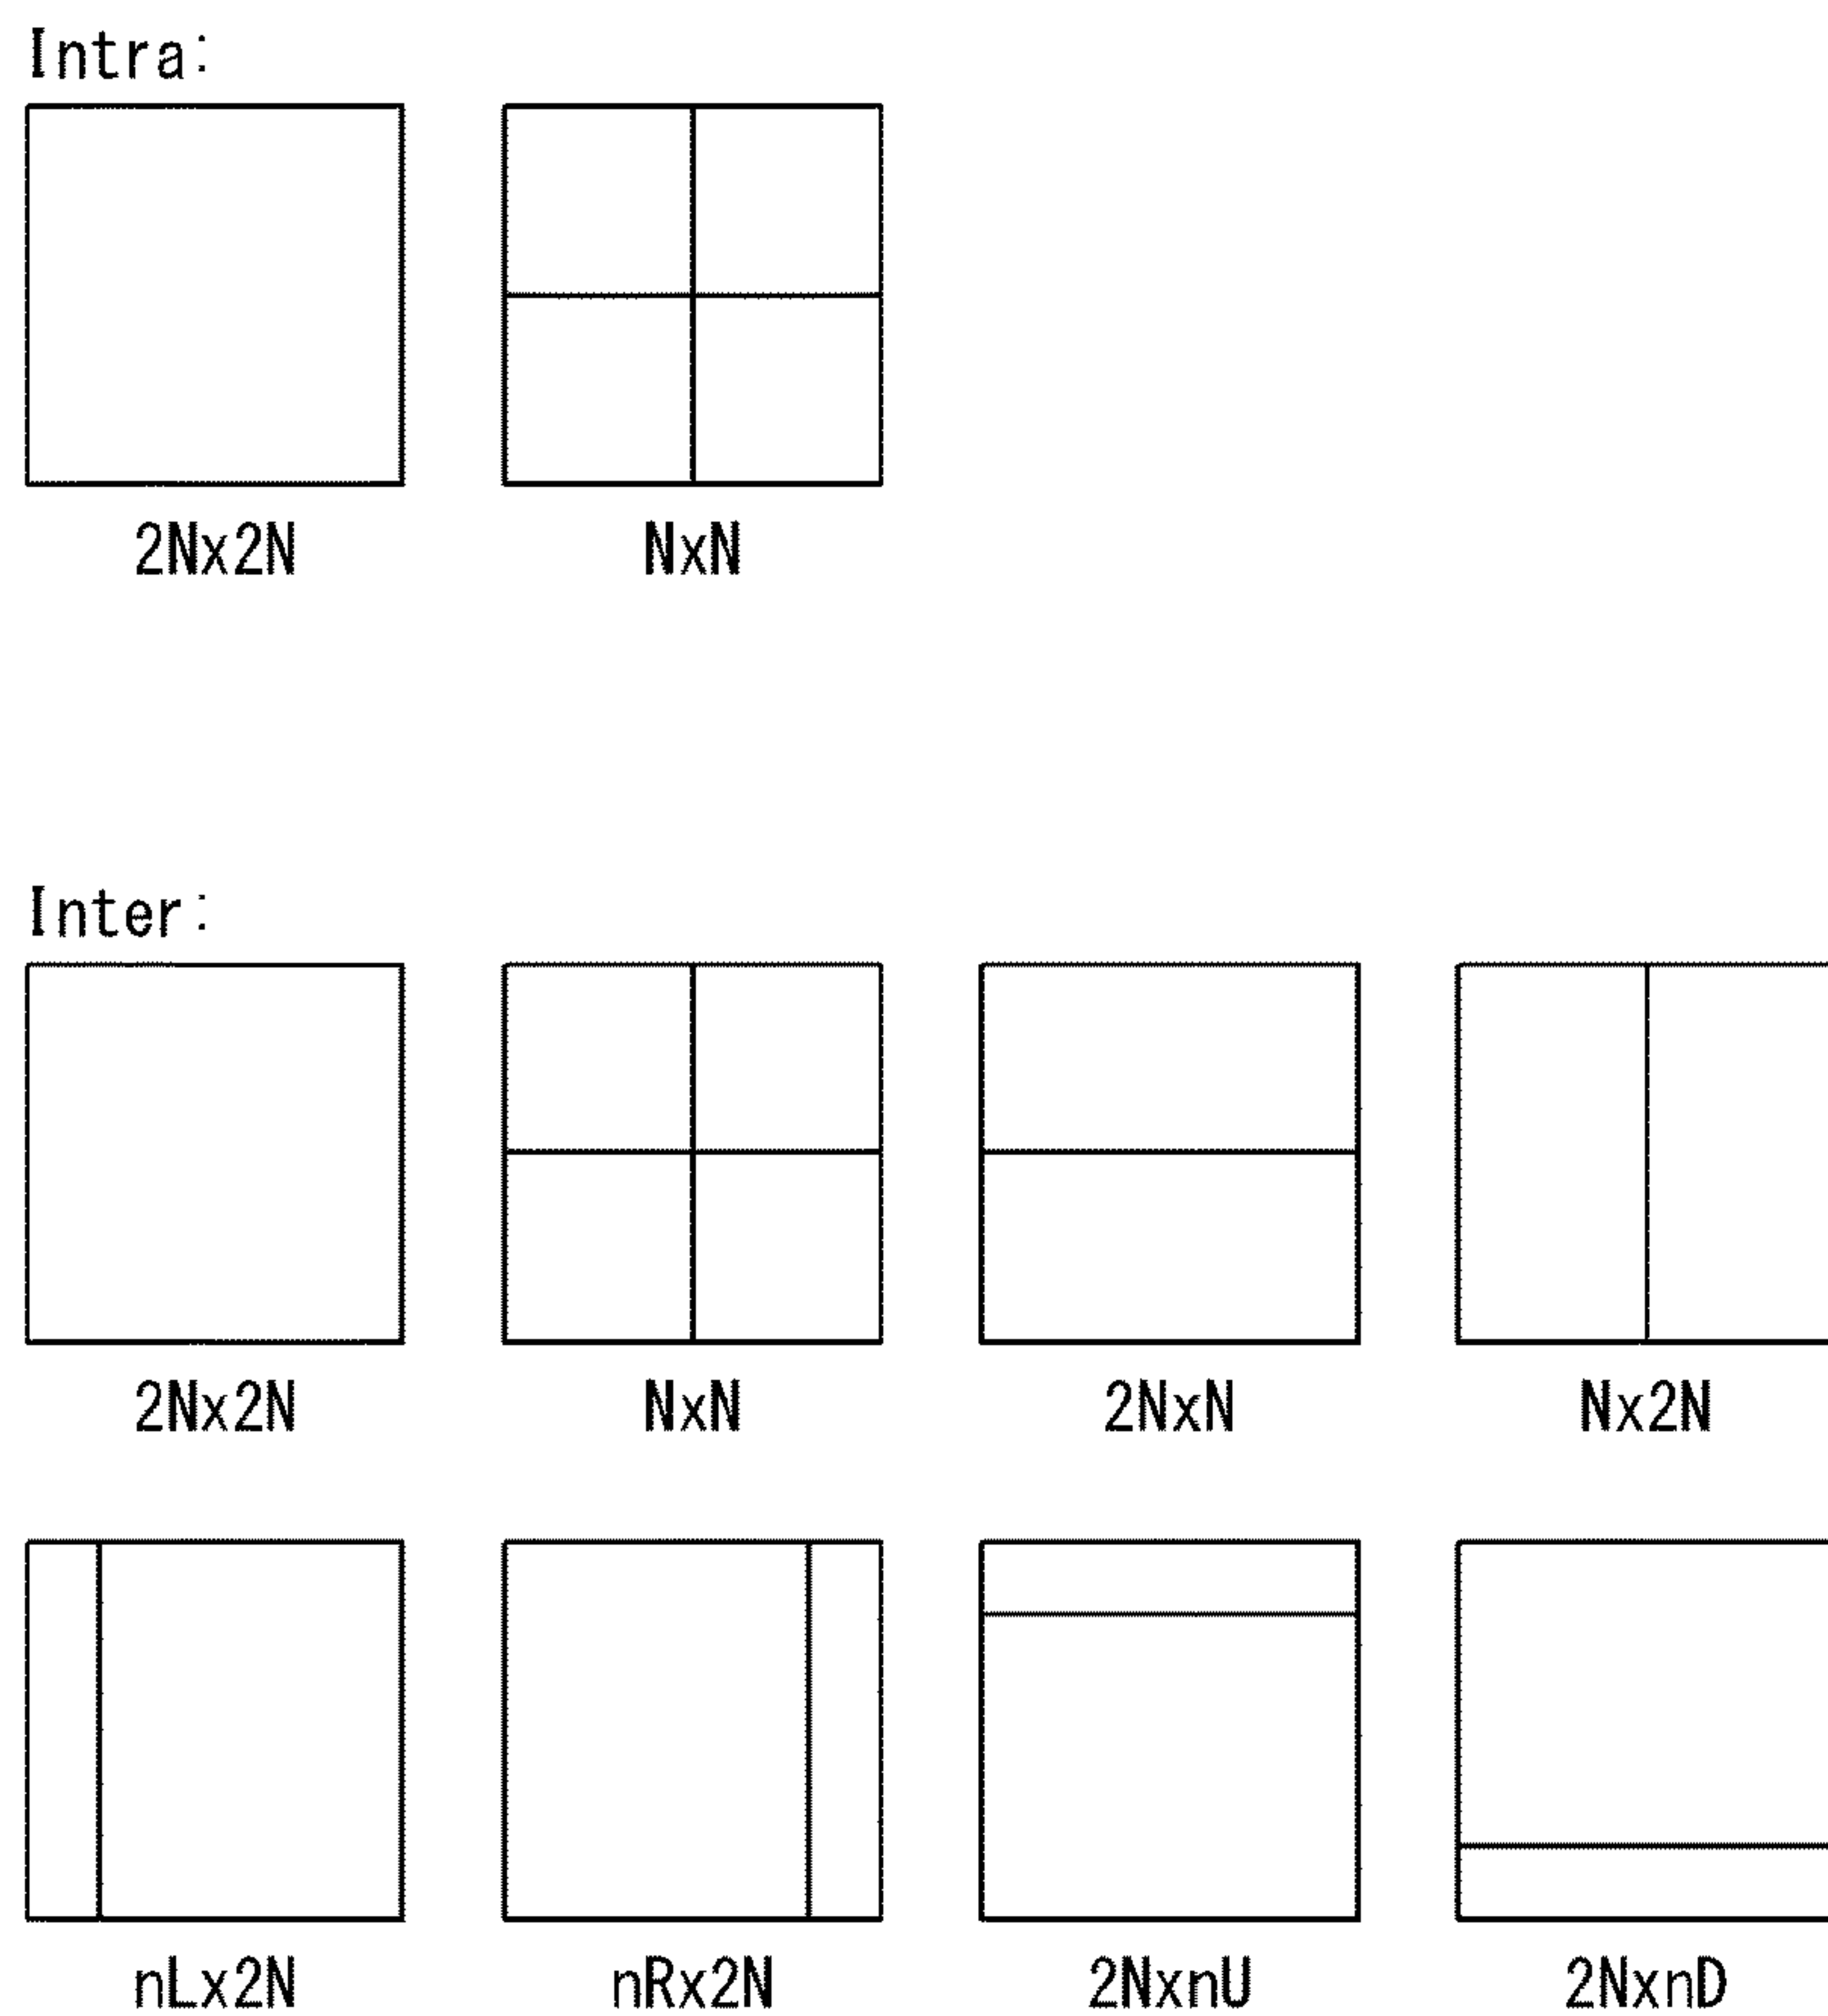 Intra:
2Nx2N NxN
Inter:
2Nx2N NxN 2NxN Nx2N
nLx2N nRx2N 2NxnU 2NxnD